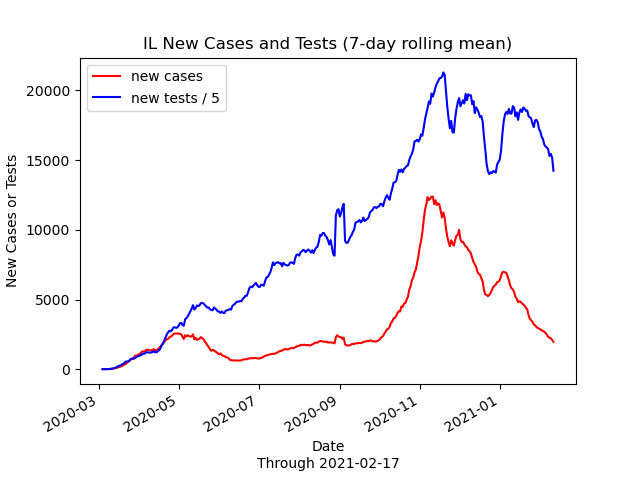 IL New Cases and Tests (7-day rolling mean)
new cases
new tests / 5
20000
15000
10000
5000
0
New Cases or Tests
2020-03
2020-05
2020-07
2020-09
2020-11
2021-01
Date
Through 2021-02-17